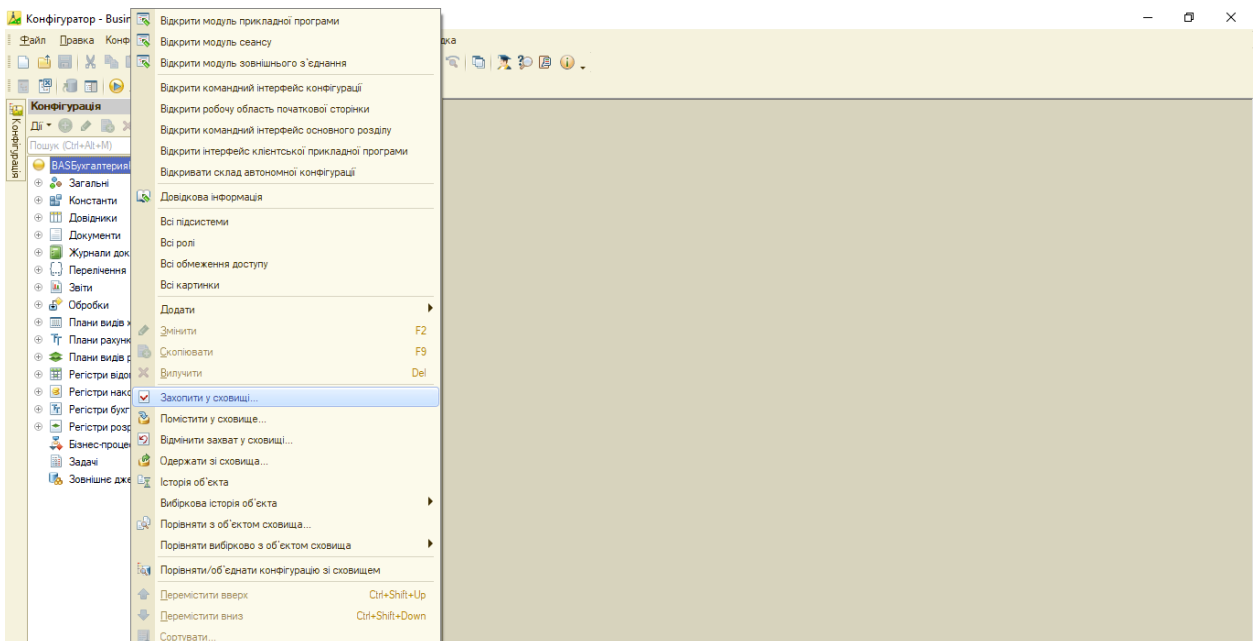 Конфігуратор - Busin
Файл Правка Конф дка
Конфігурація
Конфігурація
Дії
Пошук (Ctrl+Alt+M)
BASБухгалтерия
Загальні
Константи
Довідники
Документи
Журнали док
Перелічення
Звіти
Обробки
Плани видів х
Плани рахунк
Плани видів р
Регістри відо
Регістри нако
Регістри бухг
Регістри розр
Бізнес-проце
Задачі
Зовнішнє дже
Відкрити модуль прикладної програми
Відкрити модуль сеансу
Відкрити модуль зовнішнього з`єднання
Відкрити командний інтерфейс конфігурації
Відкрити робочу область початкової сторінки
Відкрити командний інтерфейс основного розділу
Відкрити інтерфейс клієнтської прикладної програми
Відкривати склад автономної конфігурації
Довідкова інформація
Всі підсистеми
Всі ролі
Всі обмеження доступу
Всі картинки
Додати
Змінити F2
Скопіювати F9
Вилучити Del
Захопити у сховищі...
Помістити у сховище...
Відмінити захват у сховищі...
Одержати зі сховища...
Історія об`єкта
Вибіркова історія об`єкта
Порівняти з об`єктом сховища...
Порівняти вибірково з об`єктом сховища
Порівняти/об`єднати конфігурацію зі сховищем
Перемістити вверх Ctrl+Shift+Up
Перемістити вниз Ctrl+Shift+Down
Сортувати...